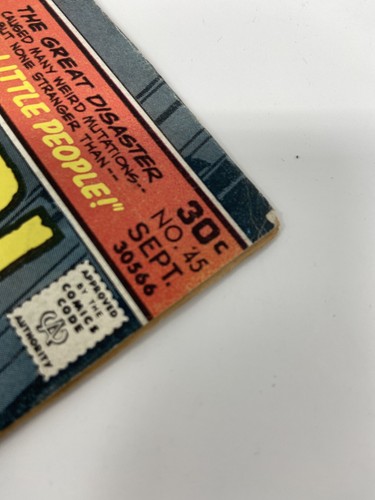 THE GREAT DISASTER
CAUSED MANY WEIRD MUTATIONS--
BUT NONE STRANGER THAN--
LITTLE PEOPLE!"
30¢
NO. 45
SEPT.
30566
APPROVED
BY THE
COMICS
CODE
CA
AUTHORITY